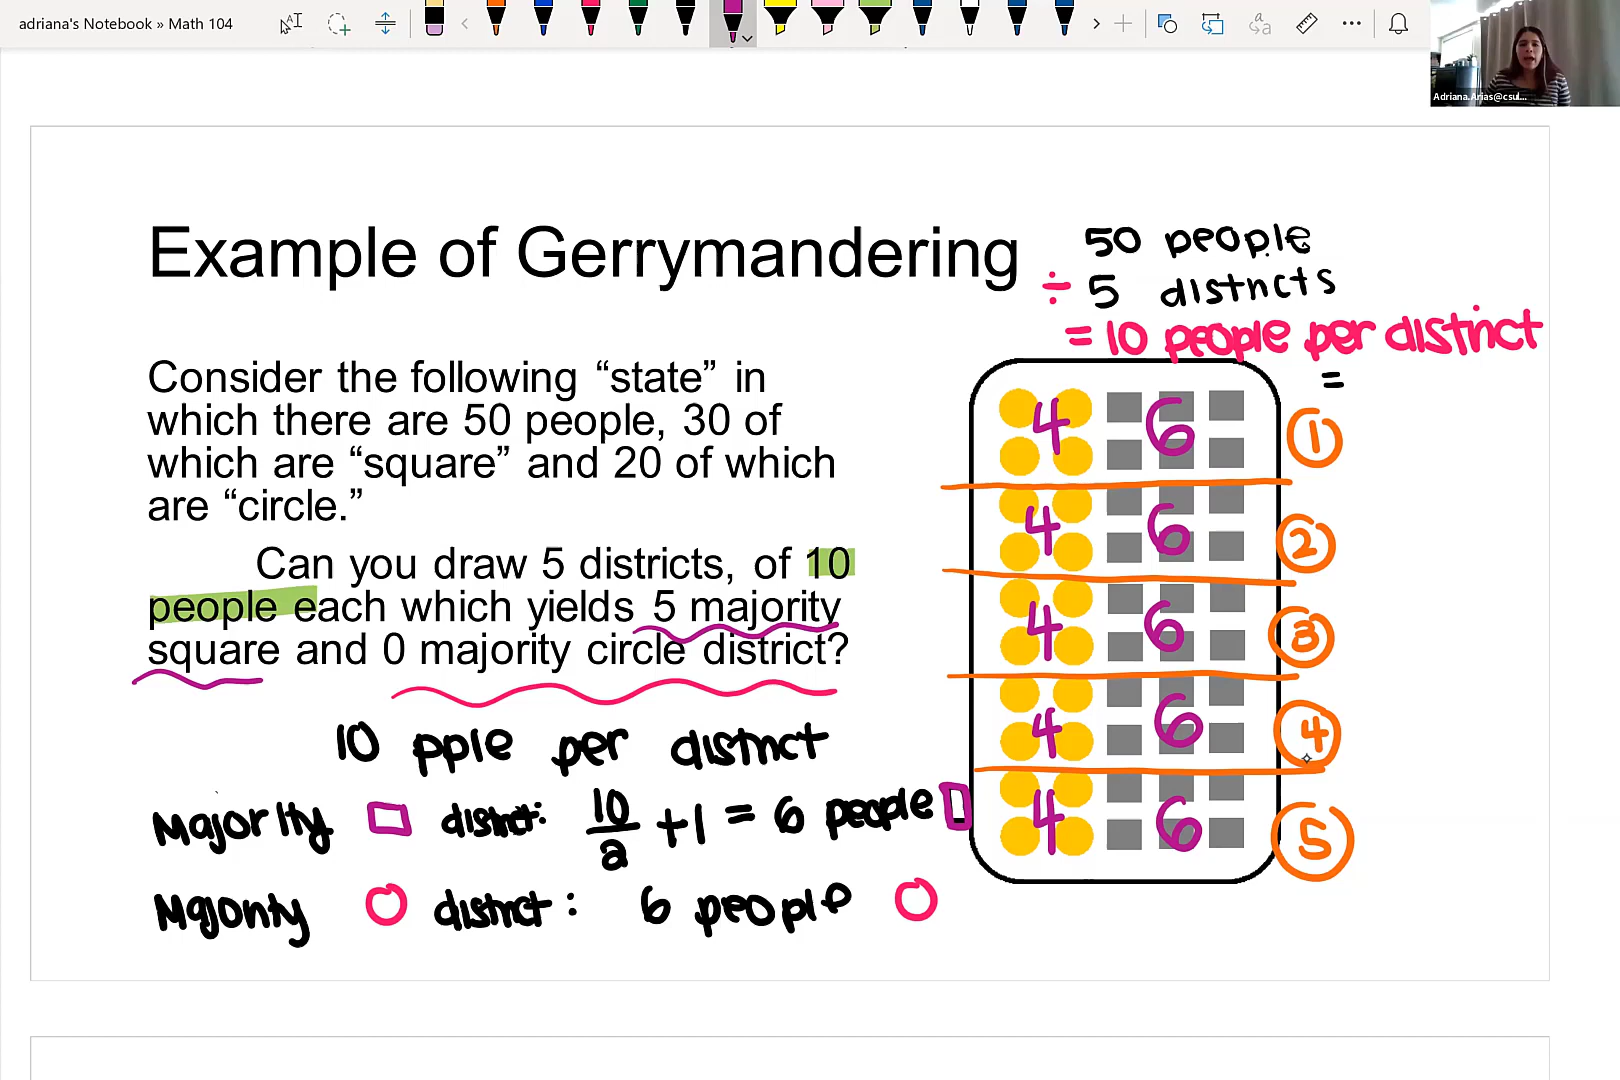 adriana's Notebook » Math 104
Adriana.Arias@csul...
Example of Gerrymandering
50 people
÷ 5 districts
= 10 people per district
=
Consider the following “state” in
which there are 50 people, 30 of
which are “square” and 20 of which
are “circle.”
Can you draw 5 districts, of 10
people each which yields 5 majority
square and 0 majority circle district?
4 6 1
4 6 2
4 6 3
4 6 4
4 6 5
10 pple per district
Majority □ district: 10/2 + 1 = 6 people □
Majority ○ district: 6 people ○